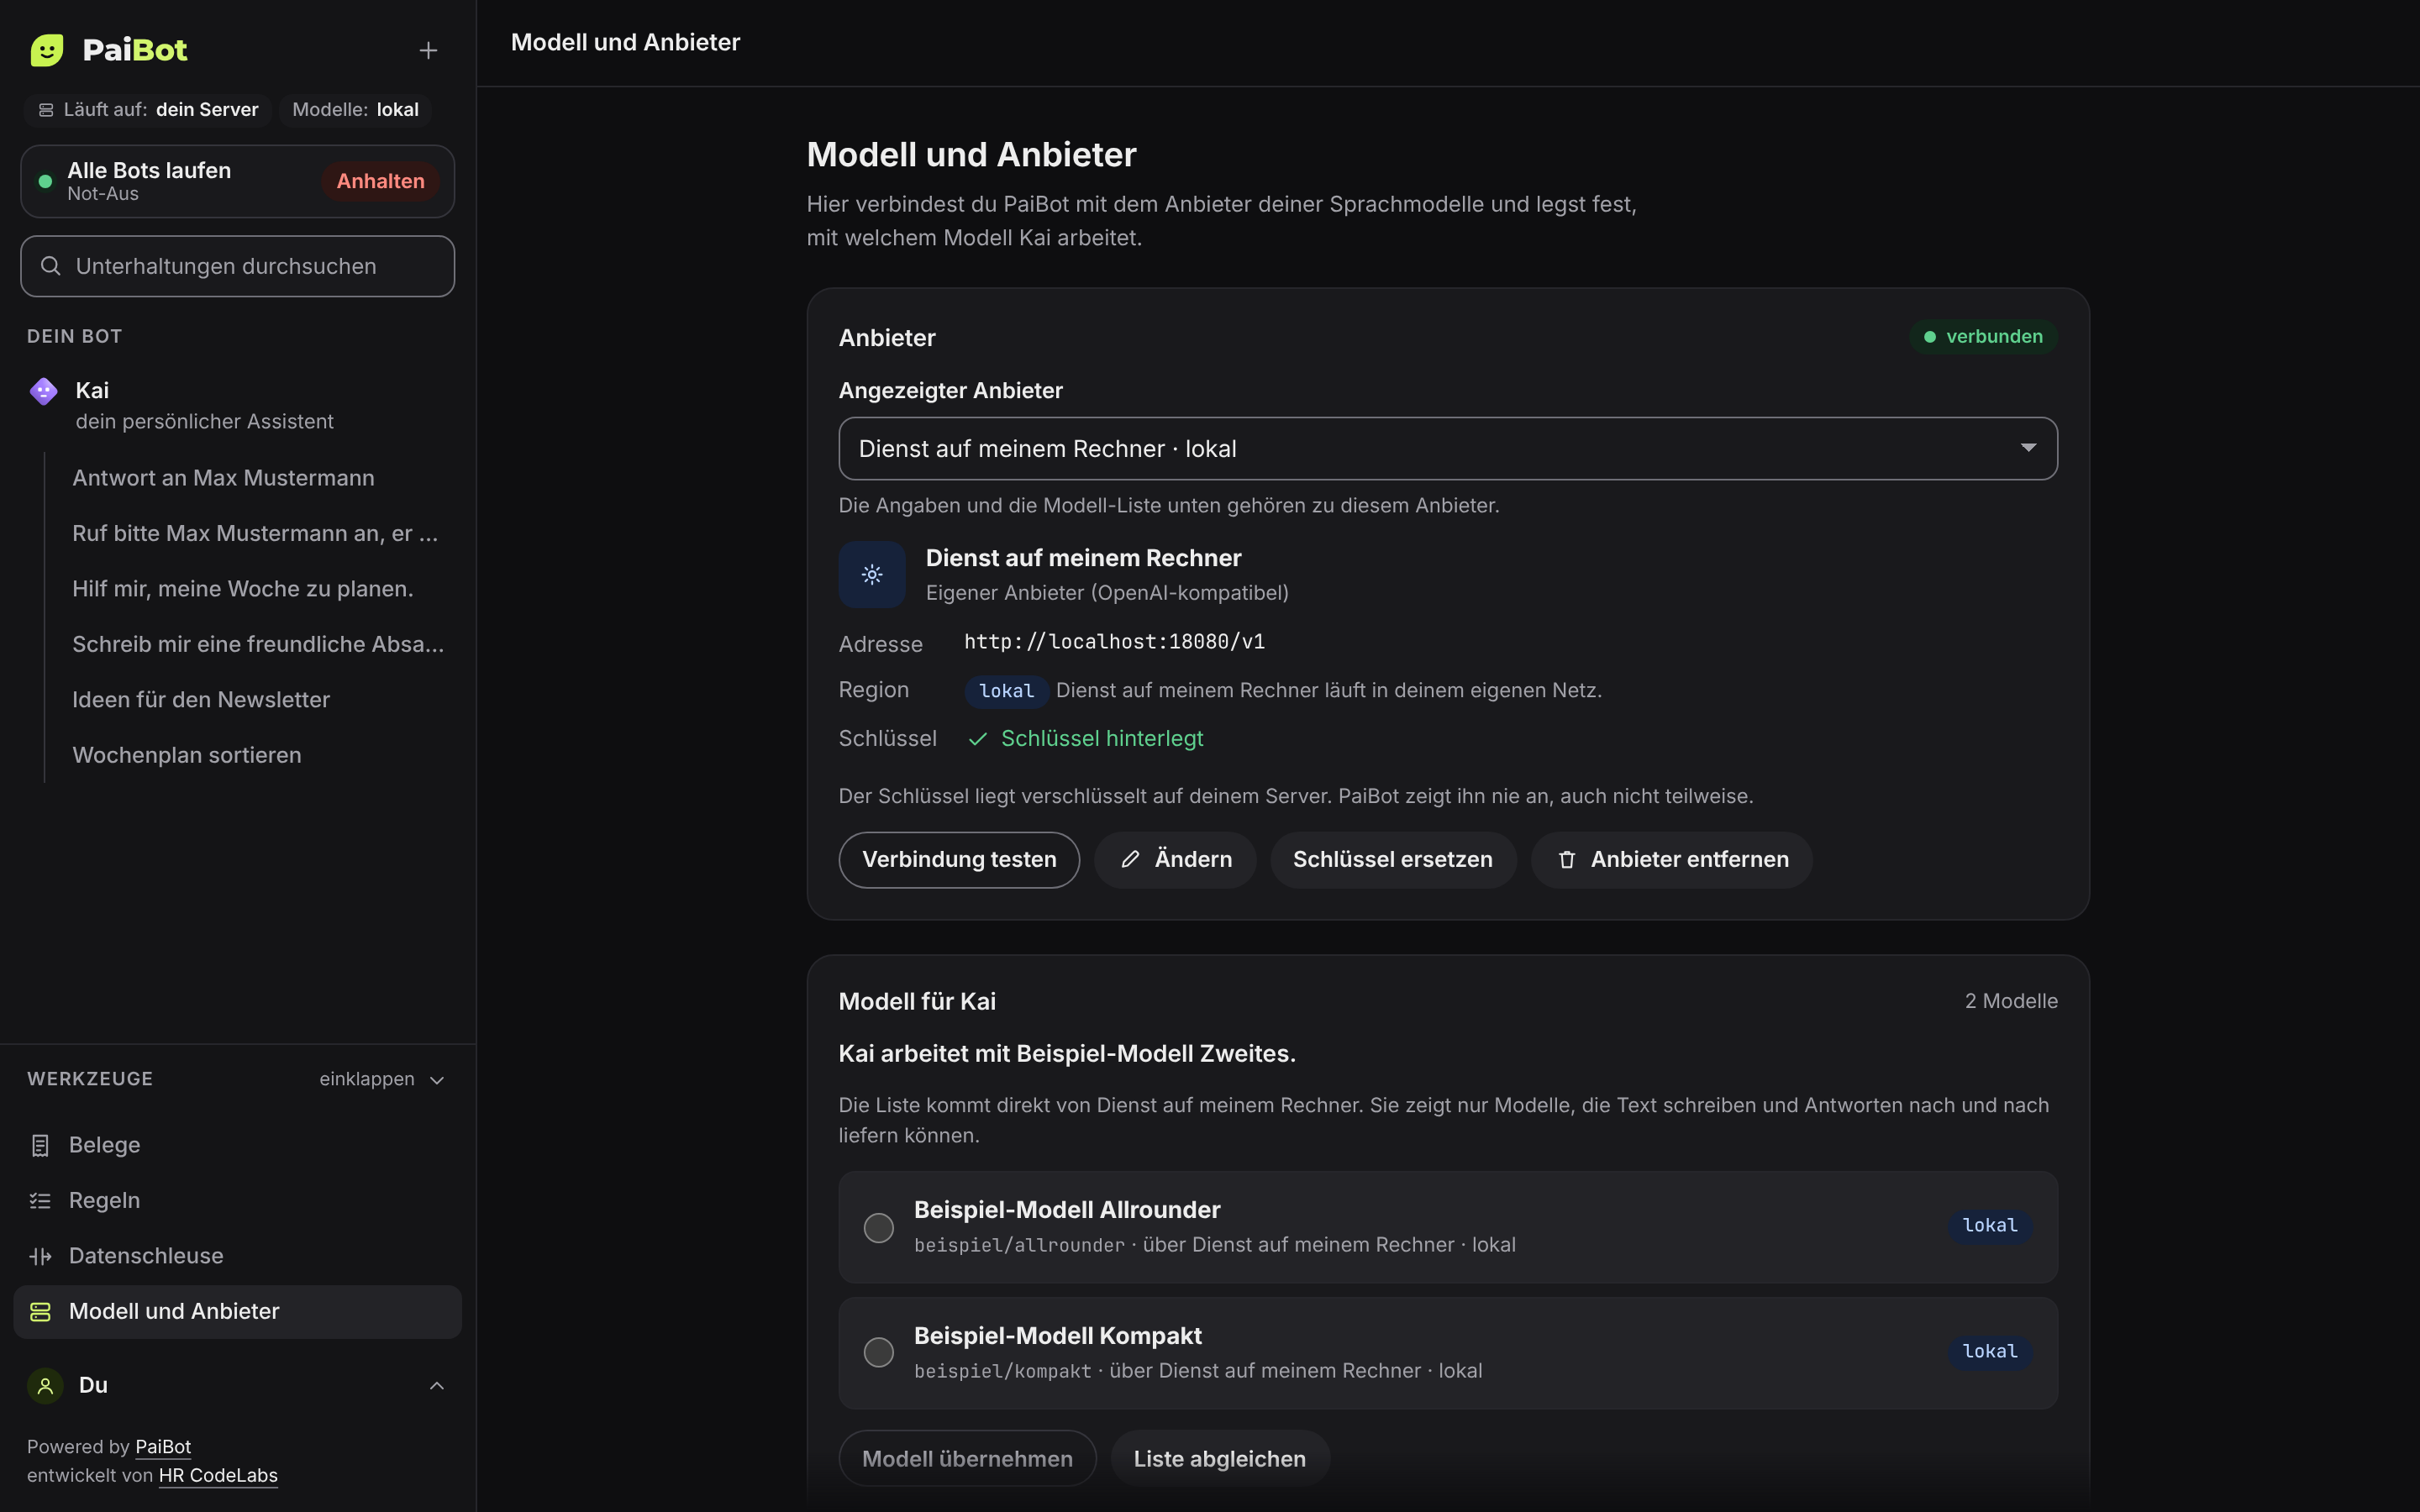 PaiBot
Läuft auf: dein Server
Modelle: lokal
Alle Bots laufen
Not-Aus
Anhalten
Unterhaltungen durchsuchen
DEIN BOT
Kai
dein persönlicher Assistent
Antwort an Max Mustermann
Ruf bitte Max Mustermann an, er ...
Hilf mir, meine Woche zu planen.
Schreib mir eine freundliche Absa...
Ideen für den Newsletter
Wochenplan sortieren
WERKZEUGE
einklappen
Belege
Regeln
Datenschleuse
Modell und Anbieter
Du
Powered by PaiBot
entwickelt von HR CodeLabs
Modell und Anbieter
Modell und Anbieter
Hier verbindest du PaiBot mit dem Anbieter deiner Sprachmodelle und legst fest,
mit welchem Modell Kai arbeitet.
Anbieter
verbunden
Angezeigter Anbieter
Dienst auf meinem Rechner · lokal
Die Angaben und die Modell-Liste unten gehören zu diesem Anbieter.
Dienst auf meinem Rechner
Eigener Anbieter (OpenAI-kompatibel)
Adresse http://localhost:18080/v1
Region lokal Dienst auf meinem Rechner läuft in deinem eigenen Netz.
Schlüssel Schlüssel hinterlegt
Der Schlüssel liegt verschlüsselt auf deinem Server. PaiBot zeigt ihn nie an, auch nicht teilweise.
Verbindung testen
Ändern
Schlüssel ersetzen
Anbieter entfernen
Modell für Kai
2 Modelle
Kai arbeitet mit Beispiel-Modell Zweites.
Die Liste kommt direkt von Dienst auf meinem Rechner. Sie zeigt nur Modelle, die Text schreiben und Antworten nach und nach
liefern können.
Beispiel-Modell Allrounder
beispiel/allrounder · über Dienst auf meinem Rechner · lokal
lokal
Beispiel-Modell Kompakt
beispiel/kompakt · über Dienst auf meinem Rechner · lokal
lokal
Modell übernehmen
Liste abgleichen